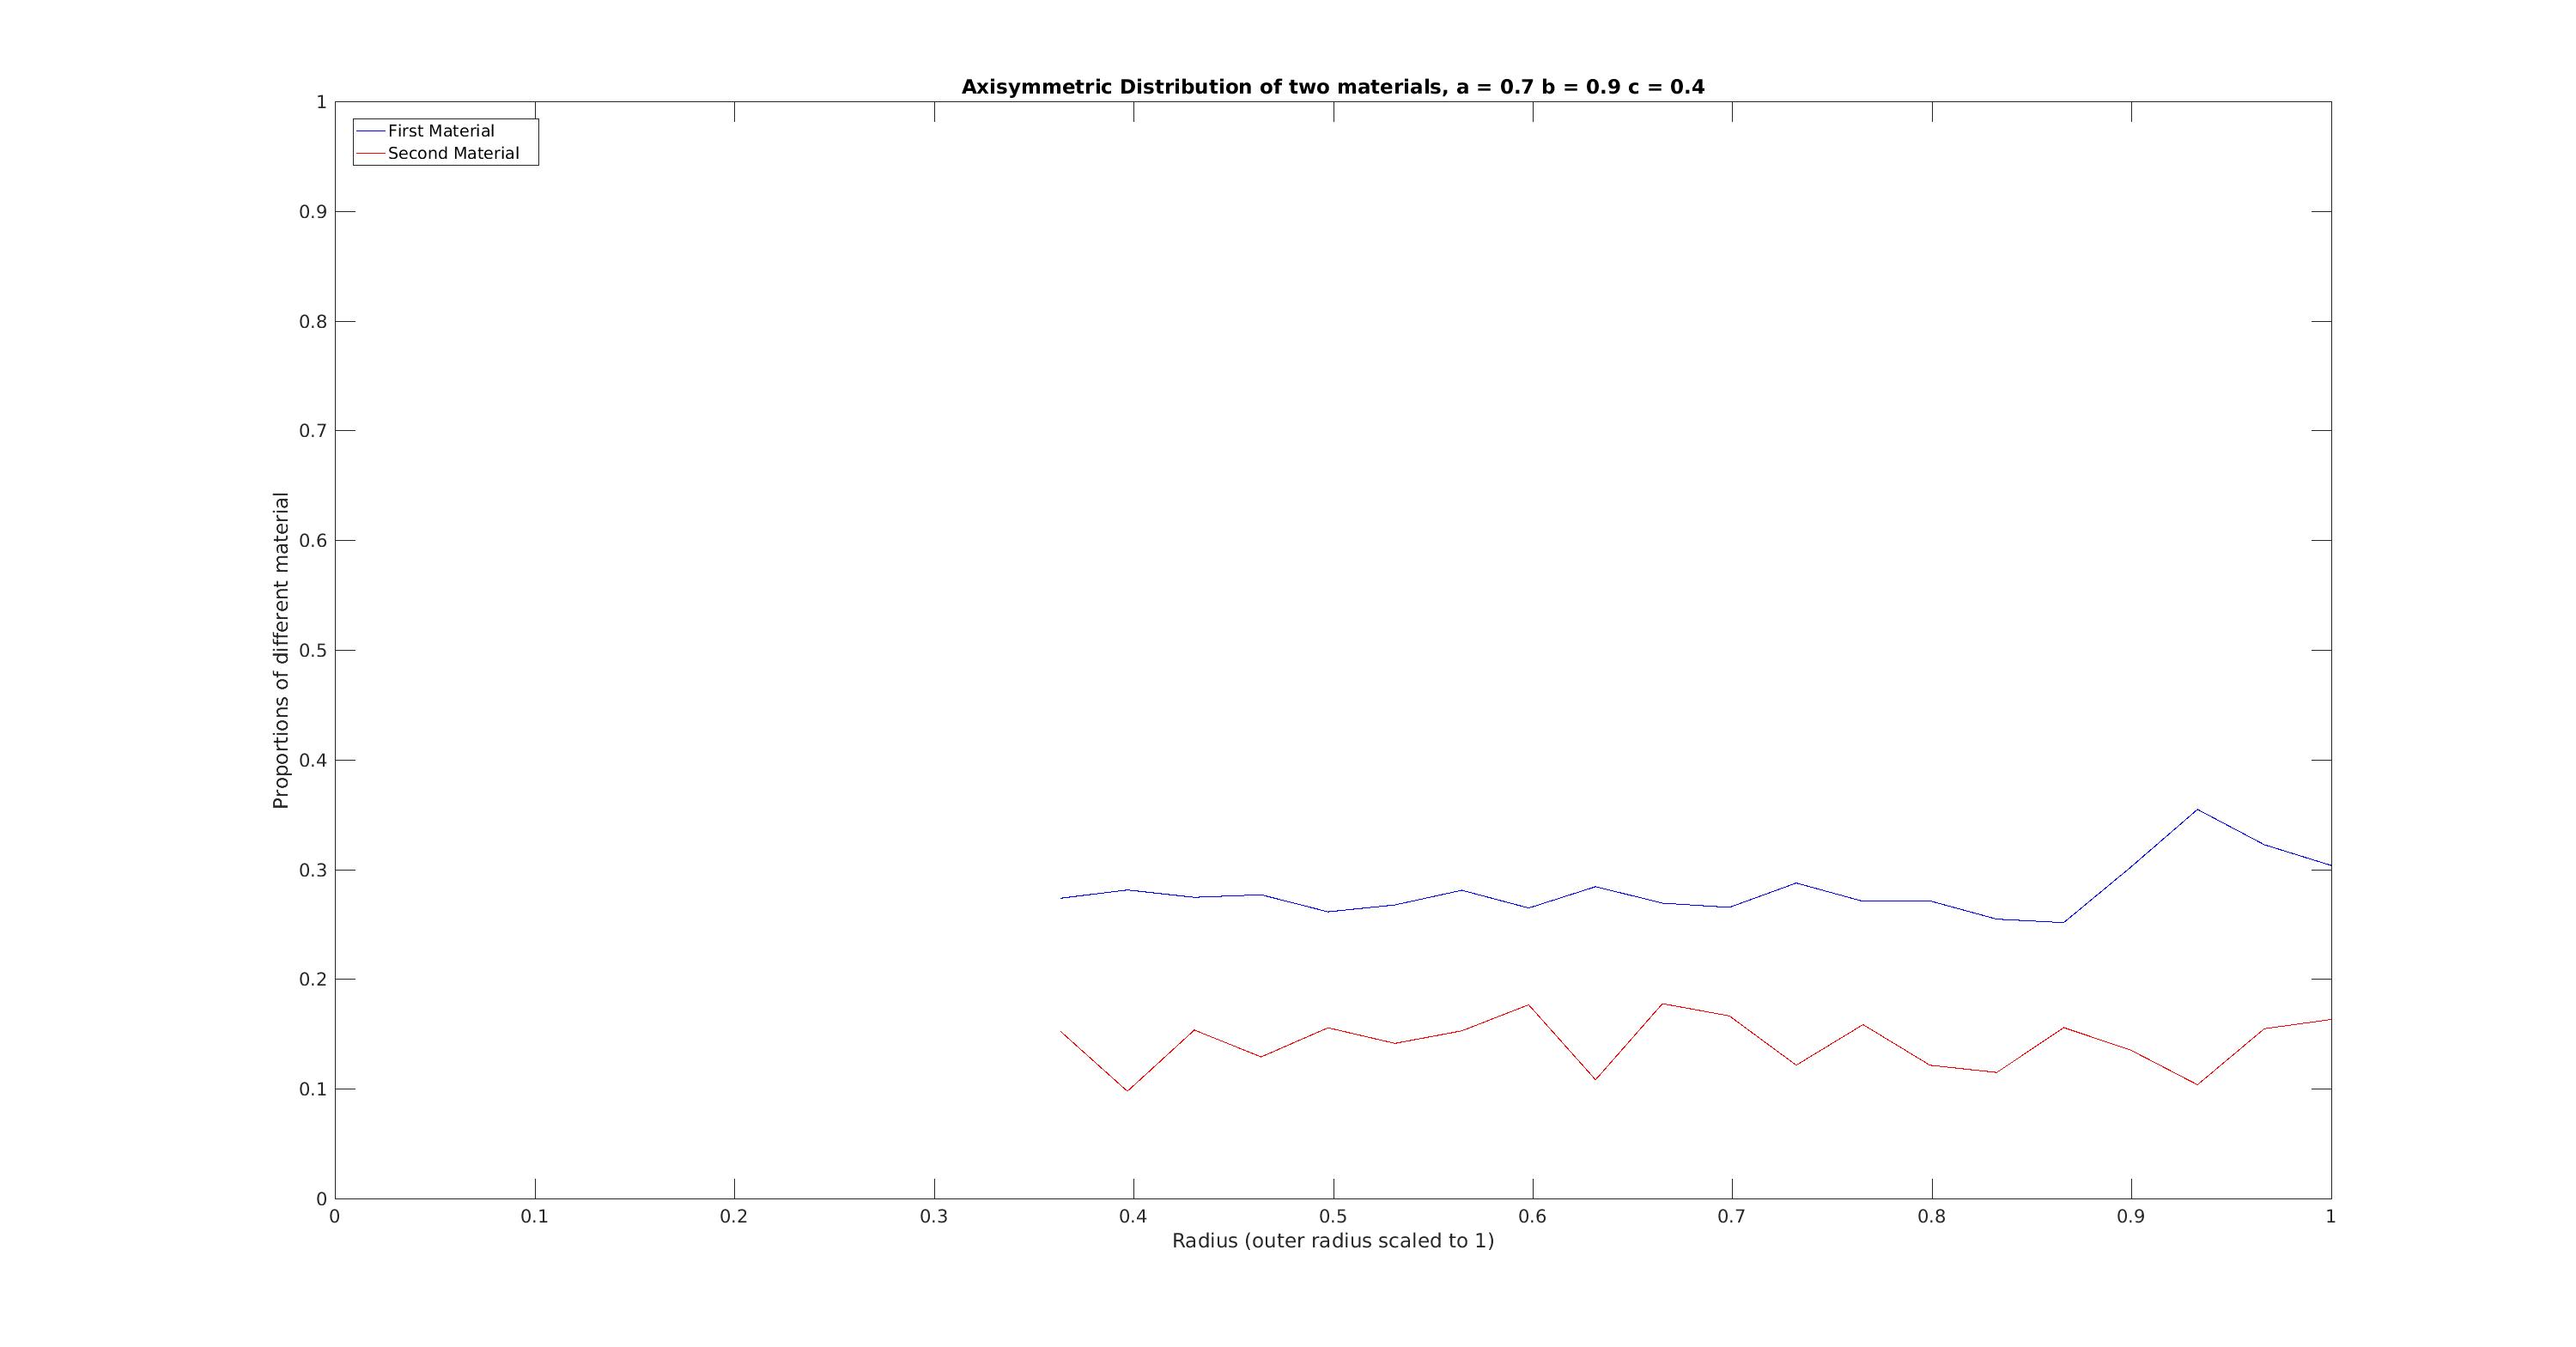 Axisymmetric Distribution of two materials, a = 0.7 b = 0.9 c = 0.4
First Material
Second Material
1
0.9
0.8
0.7
0.6
0.5
0.4
0.3
0.2
0.1
0
Proportions of different material
0 0.1 0.2 0.3 0.4 0.5 0.6 0.7 0.8 0.9 1
Radius (outer radius scaled to 1)